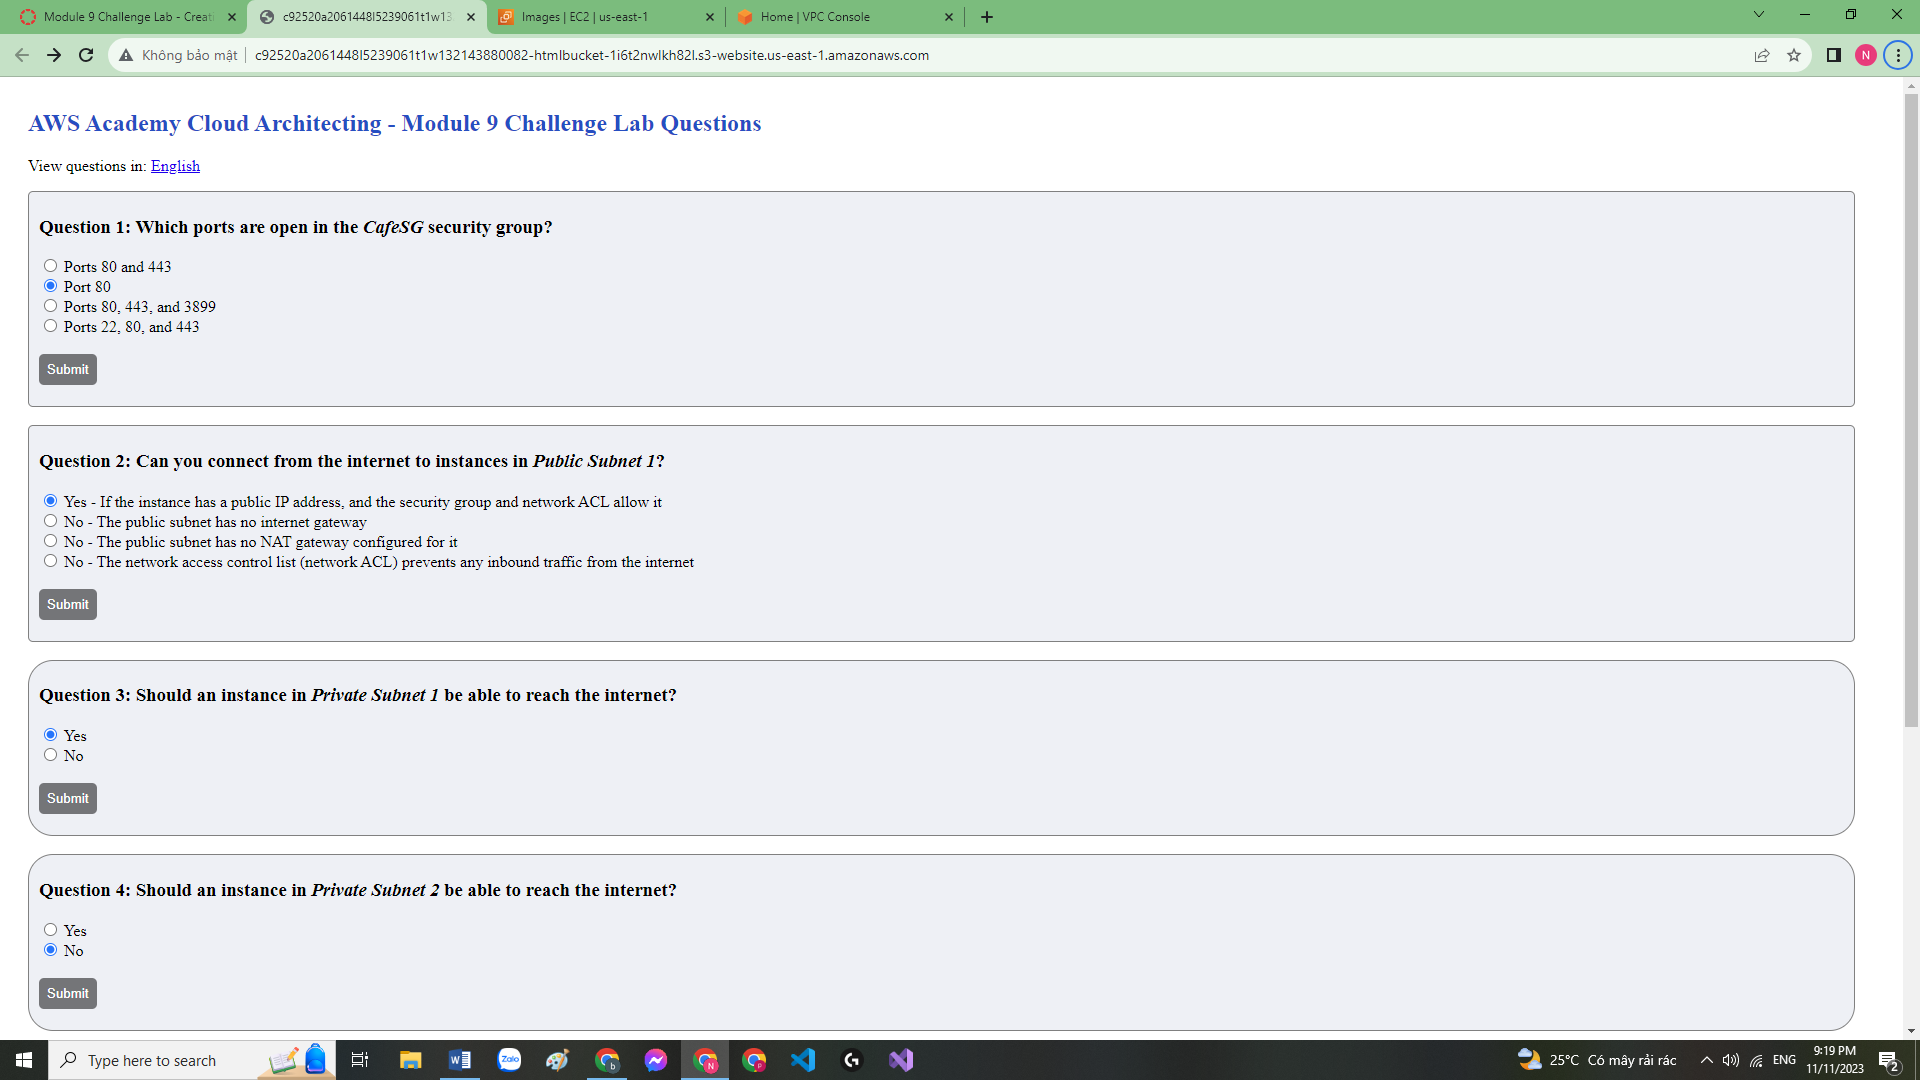 Module 9 Challenge Lab - Creati
c92520a2061448l5239061t1w13
Images | EC2 | us-east-1
Home | VPC Console
Không bảo mật
c92520a2061448l5239061t1w132143880082-htmlbucket-1i6t2nwlkh82l.s3-website.us-east-1.amazonaws.com
N
AWS Academy Cloud Architecting - Module 9 Challenge Lab Questions
View questions in: English
Question 1: Which ports are open in the CafeSG security group?
Ports 80 and 443
Port 80
Ports 80, 443, and 3899
Ports 22, 80, and 443
Submit
Question 2: Can you connect from the internet to instances in Public Subnet 1?
Yes - If the instance has a public IP address, and the security group and network ACL allow it
No - The public subnet has no internet gateway
No - The public subnet has no NAT gateway configured for it
No - The network access control list (network ACL) prevents any inbound traffic from the internet
Submit
Question 3: Should an instance in Private Subnet 1 be able to reach the internet?
Yes
No
Submit
Question 4: Should an instance in Private Subnet 2 be able to reach the internet?
Yes
No
Submit
Type here to search
Zalo
25°C Có mây rải rác
ENG
9:19 PM
11/11/2023
2